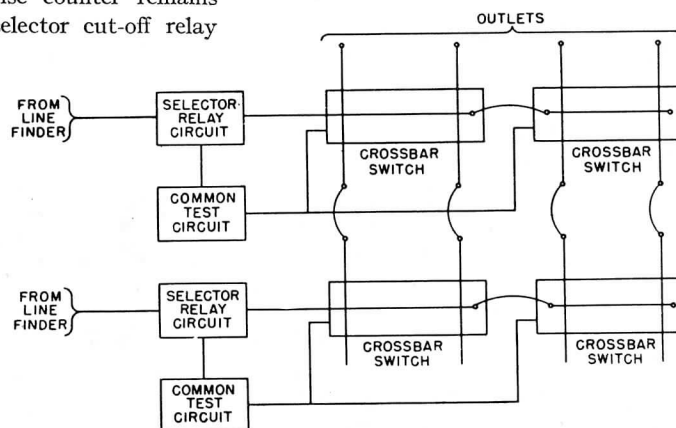 ise counter remains
elector cut-off relay
OUTLETS
FROM
LINE
FINDER
SELECTOR
RELAY
CIRCUIT
CROSSBAR
SWITCH
CROSSBAR
SWITCH
COMMON
TEST
CIRCUIT
FROM
LINE
FINDER
SELECTOR
RELAY
CIRCUIT
CROSSBAR
SWITCH
CROSSBAR
SWITCH
COMMON
TEST
CIRCUIT